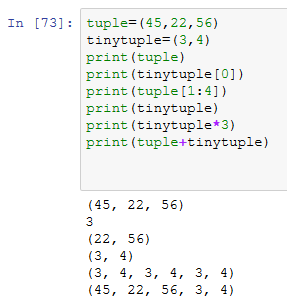 In [73]:
tuple=(45,22,56)
tinytuple=(3,4)
print(tuple)
print(tinytuple[0])
print(tuple[1:4])
print(tinytuple)
print(tinytuple*3)
print(tuple+tinytuple)
(45, 22, 56)
3
(22, 56)
(3, 4)
(3, 4, 3, 4, 3, 4)
(45, 22, 56, 3, 4)